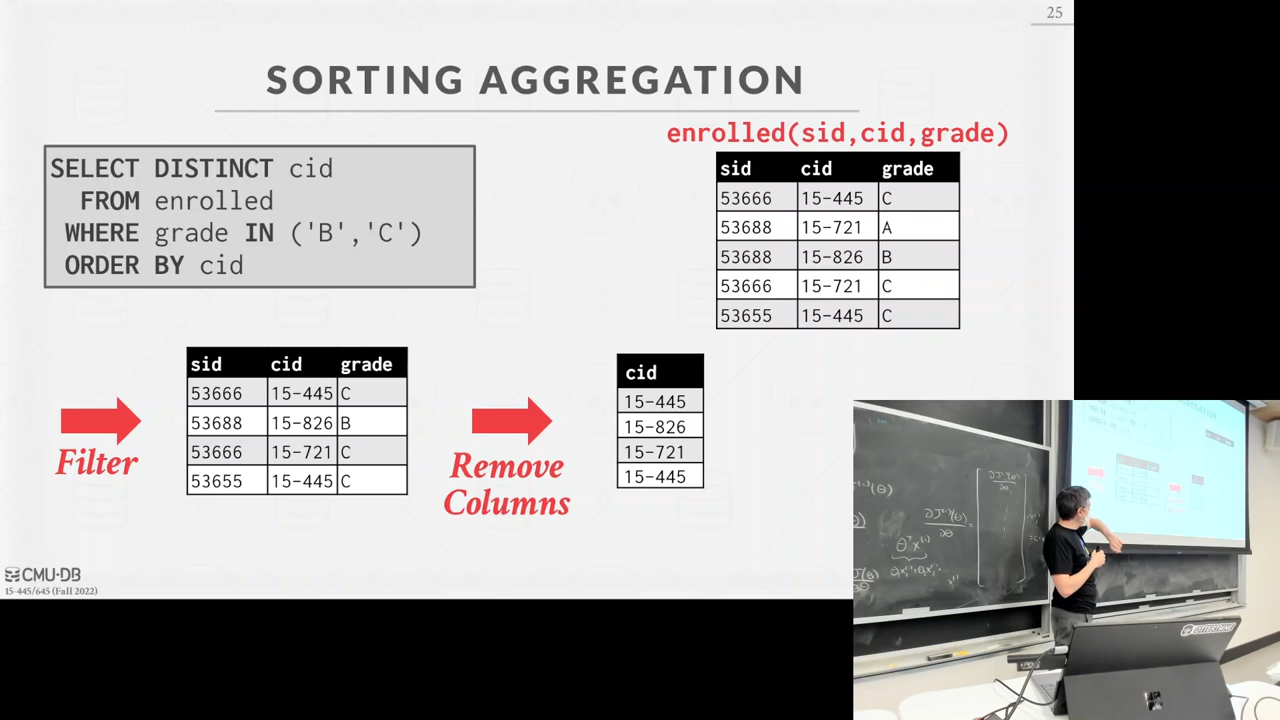 25
SORTING AGGREGATION
SELECT DISTINCT cid
FROM enrolled
WHERE grade IN ('B','C')
ORDER BY cid
enrolled(sid,cid,grade)
sid cid grade
53666 15-445 C
53688 15-721 A
53688 15-826 B
53666 15-721 C
53655 15-445 C
Filter
sid cid grade
53666 15-445 C
53688 15-826 B
53666 15-721 C
53655 15-445 C
Remove
Columns
cid
15-445
15-826
15-721
15-445
CMU·DB
15-445/645 (Fall 2022)